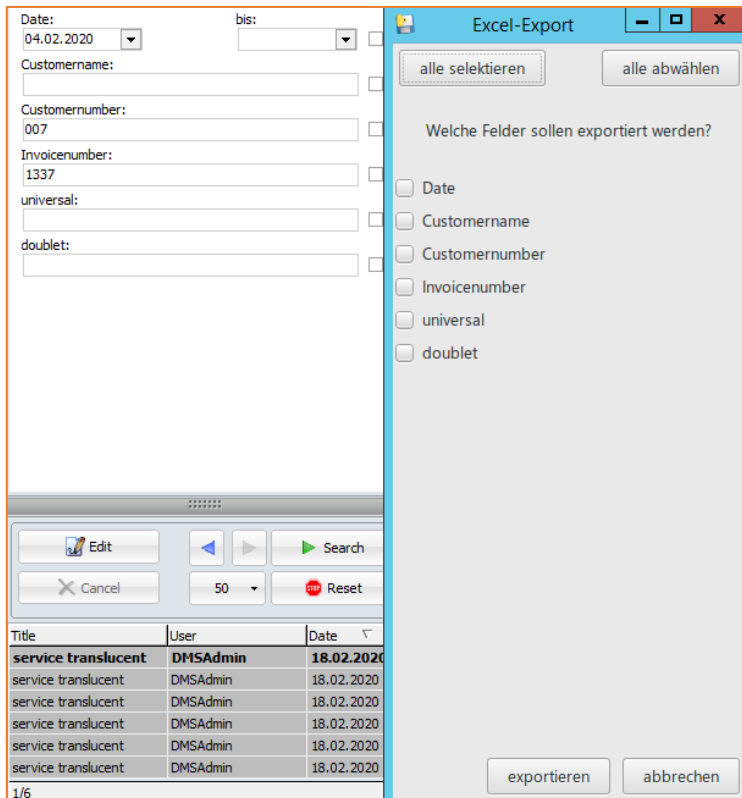 Date: bis:
04.02.2020
Customername:
Customernumber:
007
Invoicenumber:
1337
universal:
doublet:
Edit Search
Cancel 50 STOP Reset
Title User Date
service translucent DMSAdmin 18.02.2020
service translucent DMSAdmin 18.02.2020
service translucent DMSAdmin 18.02.2020
service translucent DMSAdmin 18.02.2020
service translucent DMSAdmin 18.02.2020
service translucent DMSAdmin 18.02.2020
1/6
Excel-Export
alle selektieren alle abwählen
Welche Felder sollen exportiert werden?
Date
Customername
Customernumber
Invoicenumber
universal
doublet
exportieren abbrechen